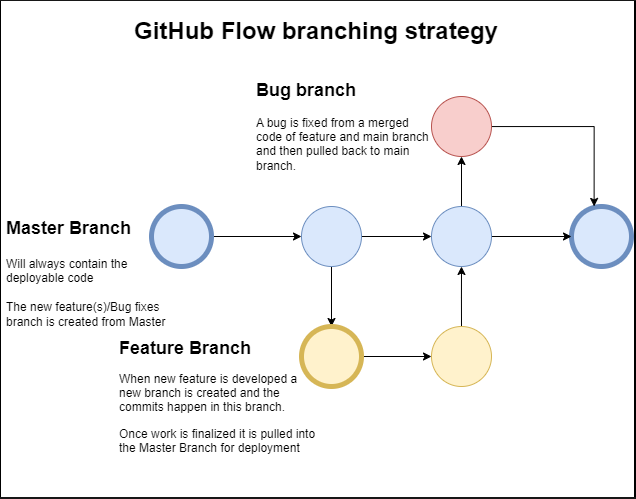 GitHub Flow branching strategy
Bug branch
A bug is fixed from a merged
code of feature and main branch
and then pulled back to main
branch.
Master Branch
Will always contain the
deployable code
The new feature(s)/Bug fixes
branch is created from Master
Feature Branch
When new feature is developed a
new branch is created and the
commits happen in this branch.
Once work is finalized it is pulled into
the Master Branch for deployment